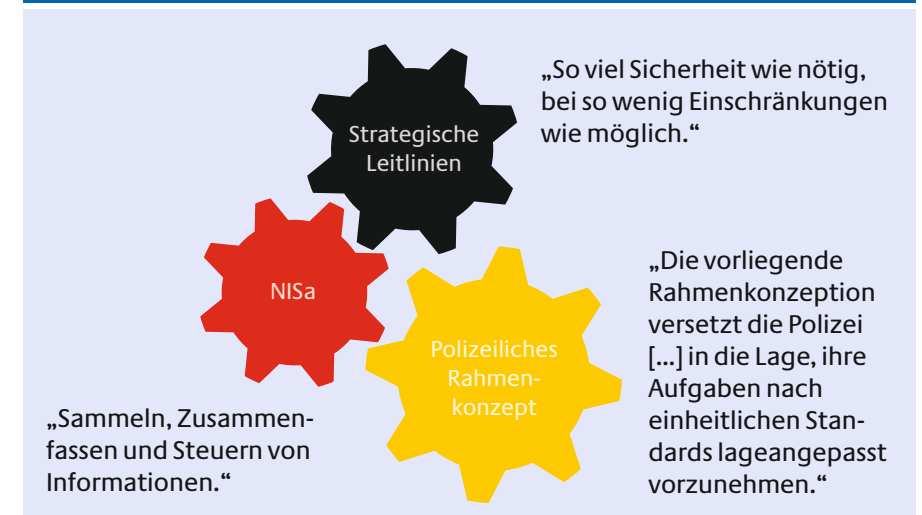 „So viel Sicherheit wie nötig,
bei so wenig Einschränkungen
wie möglich.“
Strategische
Leitlinien
NISa
„Die vorliegende
Rahmenkonzeption
versetzt die Polizei
[...] in die Lage, ihre
Aufgaben nach
einheitlichen Stan-
dards lageangepasst
vorzunehmen.“
Polizeiliches
Rahmen-
konzept
„Sammeln, Zusammen-
fassen und Steuern von
Informationen.“